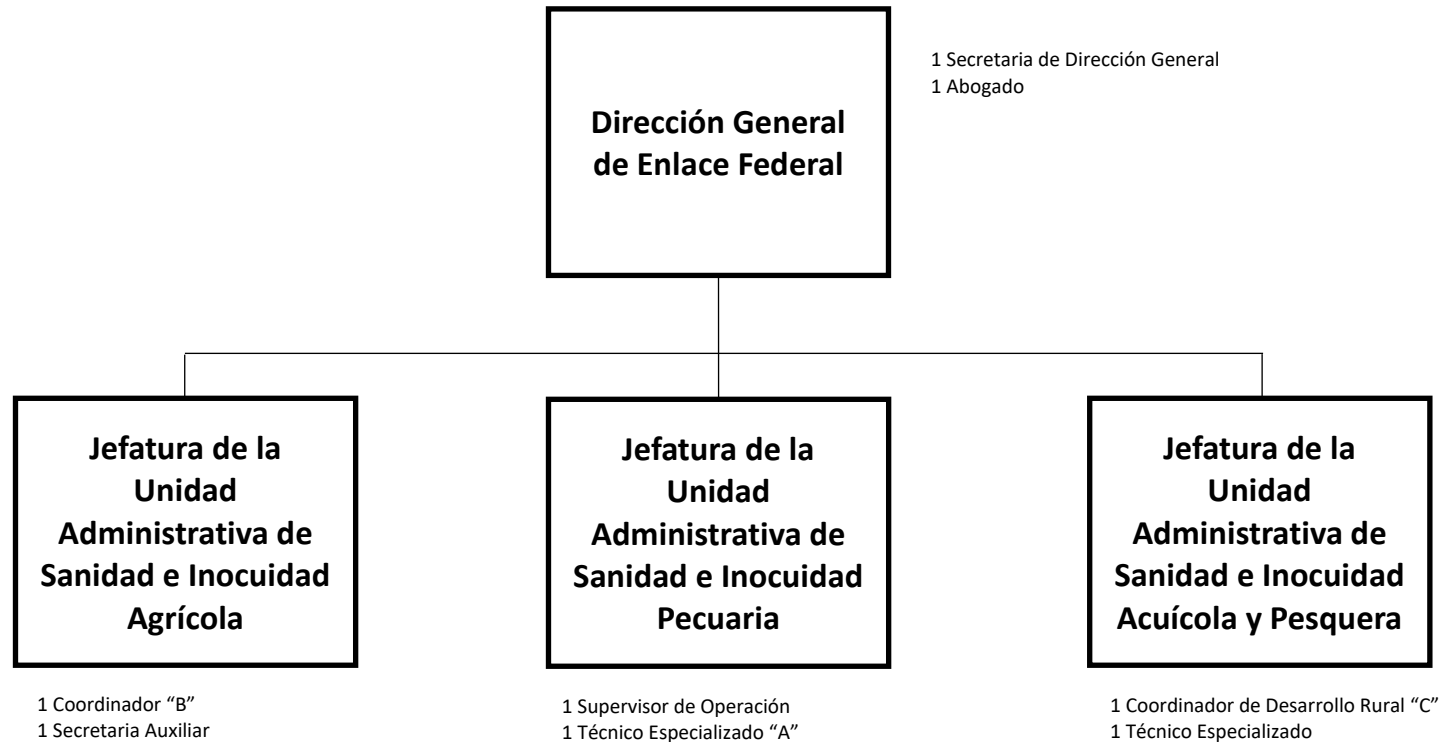 Dirección General
de Enlace Federal
1 Secretaria de Dirección General
1 Abogado
Jefatura de la
Unidad
Administrativa de
Sanidad e Inocuidad
Agrícola
1 Coordinador “B”
1 Secretaria Auxiliar
Jefatura de la
Unidad
Administrativa de
Sanidad e Inocuidad
Pecuaria
1 Supervisor de Operación
1 Técnico Especializado “A”
Jefatura de la
Unidad
Administrativa de
Sanidad e Inocuidad
Acuícola y Pesquera
1 Coordinador de Desarrollo Rural “C”
1 Técnico Especializado